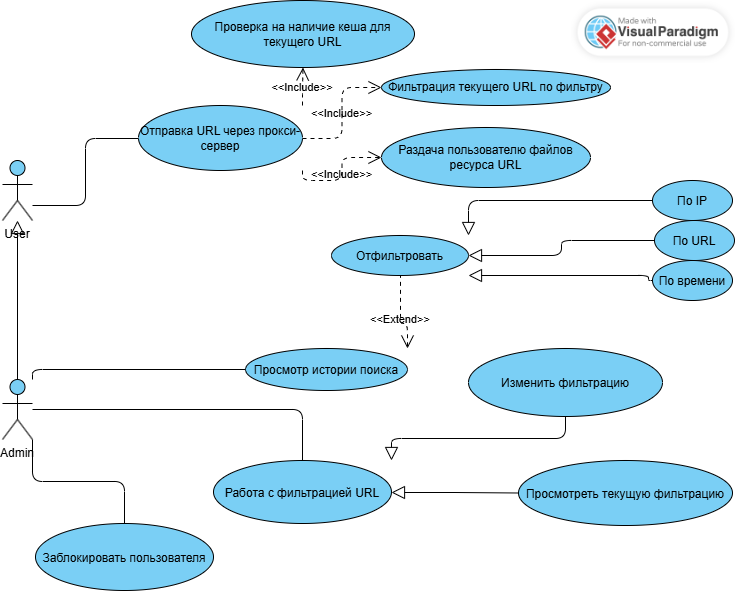 Проверка на наличие кеша для
текущего URL
Made with
VisualParadigm
For non-commercial use
<<Include>>
Фильтрация текущего URL по фильтру
<<Include>>
Отправка URL через прокси-
сервер
Раздача пользователю файлов
ресурса URL
<<Include>>
User
По IP
По URL
По времени
Отфильтровать
<<Extend>>
Просмотр истории поиска
Изменить фильтрацию
Admin
Работа с фильтрацией URL
Просмотреть текущую фильтрацию
Заблокировать пользователя